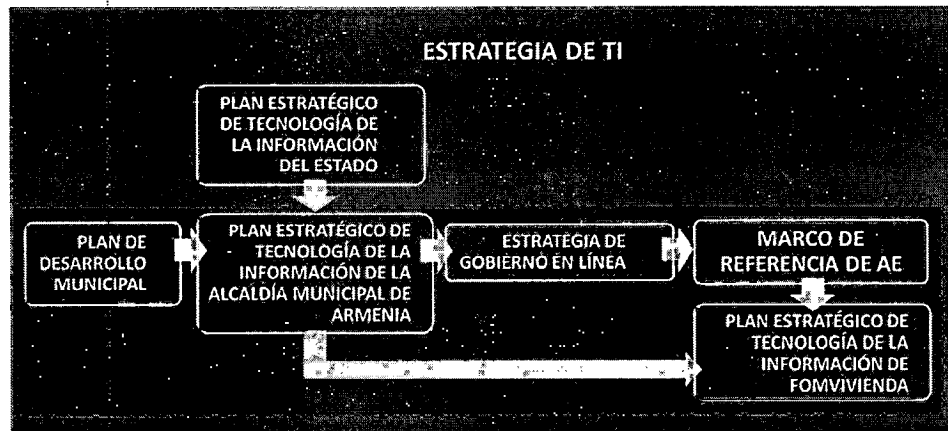 ESTRATEGIA DE TI
PLAN ESTRATÉGICO
DE TECNOLOGÍA DE
LA INFORMACIÓN
DEL ESTADO
PLAN DE
DESARROLLO
MUNICIPAL
PLAN ESTRATÉGICO DE
TECNOLOGÍA DE LA
INFORMACIÓN DE LA
ALCALDÍA MUNICIPAL DE
ARMENIA
ESTRATEGIA DE
GOBIERNO EN LÍNEA
MARCO DE
REFERENCIA DE AE
PLAN ESTRATÉGICO DE
TECNOLOGÍA DE LA
INFORMACIÓN DE
FOMVIVIENDA